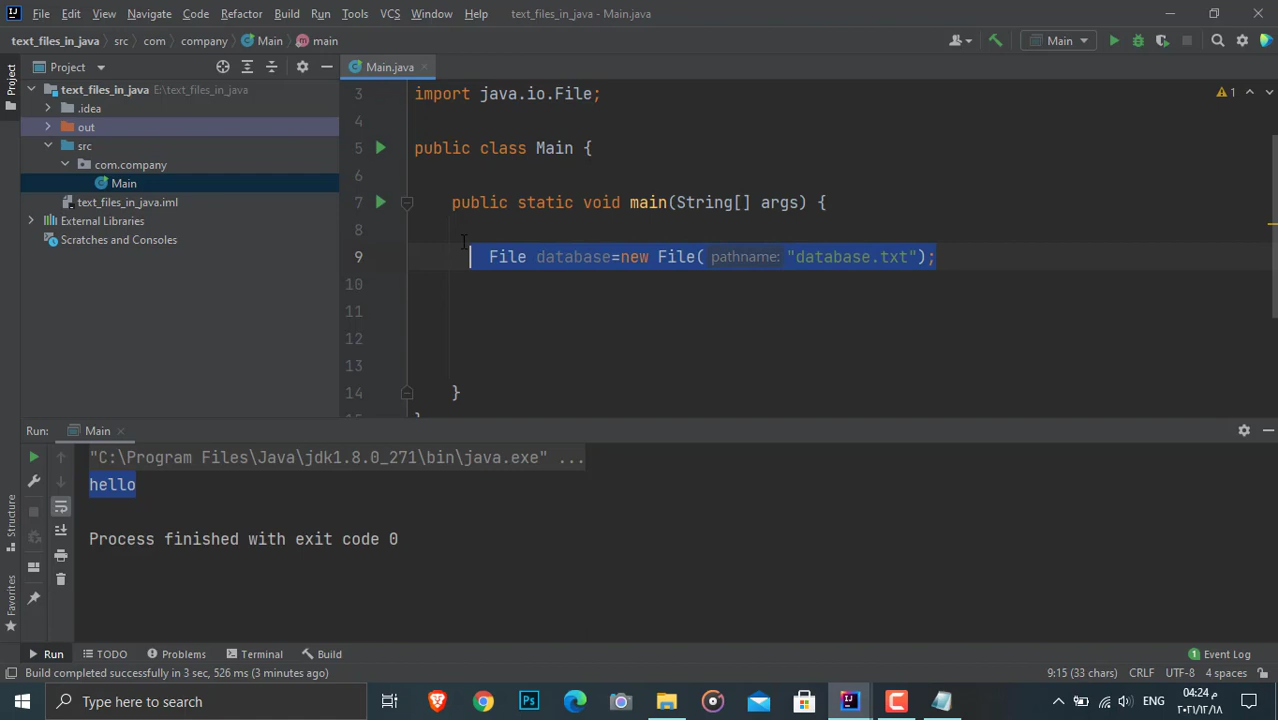 File Edit View Navigate Code Refactor Build Run Tools VCS Window Help text_files_in_java - Main.java
text_files_in_java src com company Main main Main
Project Main.java
Project
text_files_in_java E:\text_files_in_java
.idea
out
src
com.company
Main
text_files_in_java.iml
External Libraries
Scratches and Consoles
3 import java.io.File;
4
5 public class Main {
6
7 public static void main(String[] args) {
8
9 File database=new File( pathname: "database.txt");
10
11
12
13
14 }
1
Run: Main
"C:\Program Files\Java\jdk1.8.0_271\bin\java.exe" ...
hello
Process finished with exit code 0
Structure
Favorites
Run TODO Problems Terminal Build 1 Event Log
Build completed successfully in 3 sec, 526 ms (3 minutes ago) 9:15 (33 chars) CRLF UTF-8 4 spaces
Type here to search Ps ENG 04:24 م
٢٠٢١/١٢/٢٦